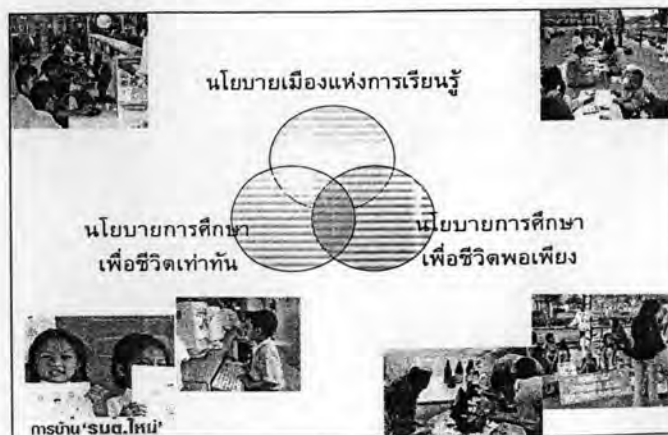 นโยบายเมืองแห่งการเรียนรู้
นโยบายการศึกษา
เพื่อชีวิตเท่าทัน
นโยบายการศึกษา
เพื่อชีวิตพอเพียง
การบ้าน‘รมต.ใหม่’